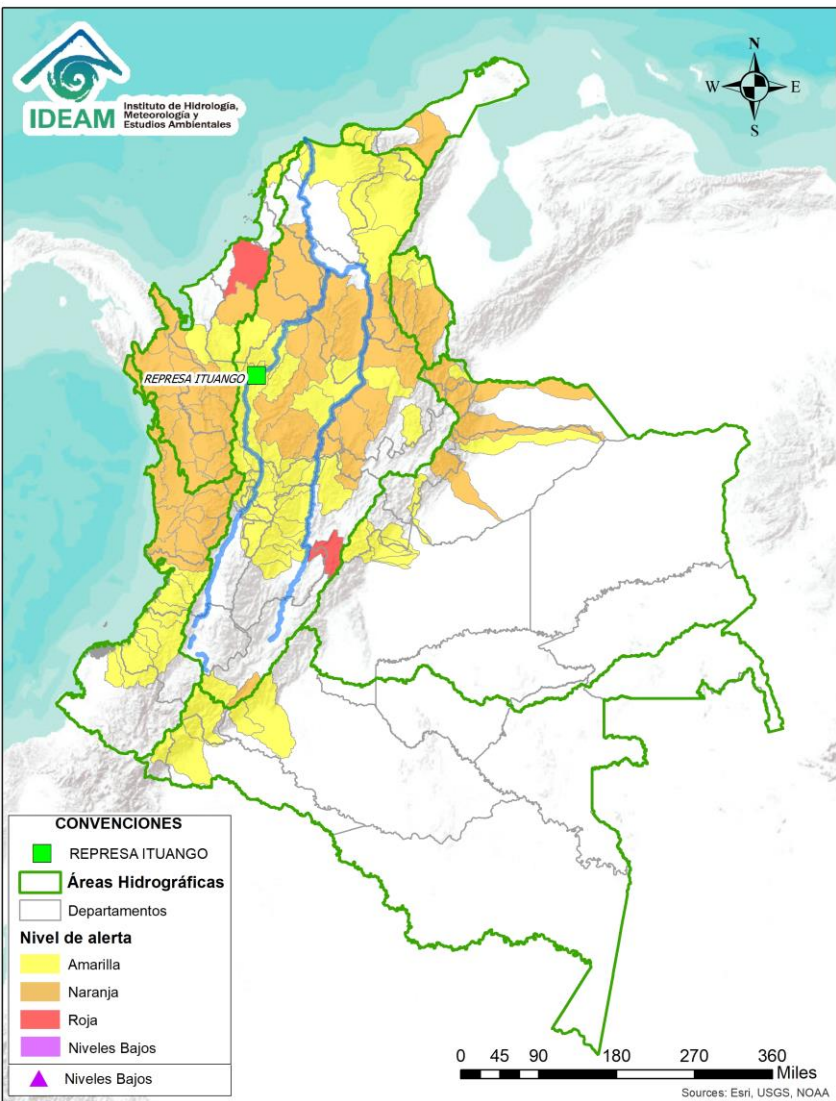 IDEAM
Instituto de Hidrología,
Meteorología y
Estudios Ambientales
N
W
E
S
REPRESA ITUANGO
CONVENCIONES
REPRESA ITUANGO
Áreas Hidrográficas
Departamentos
Nivel de alerta
Amarilla
Naranja
Roja
Niveles Bajos
Niveles Bajos
0 45 90 180 270 360
Miles
Sources: Esri, USGS, NOAA